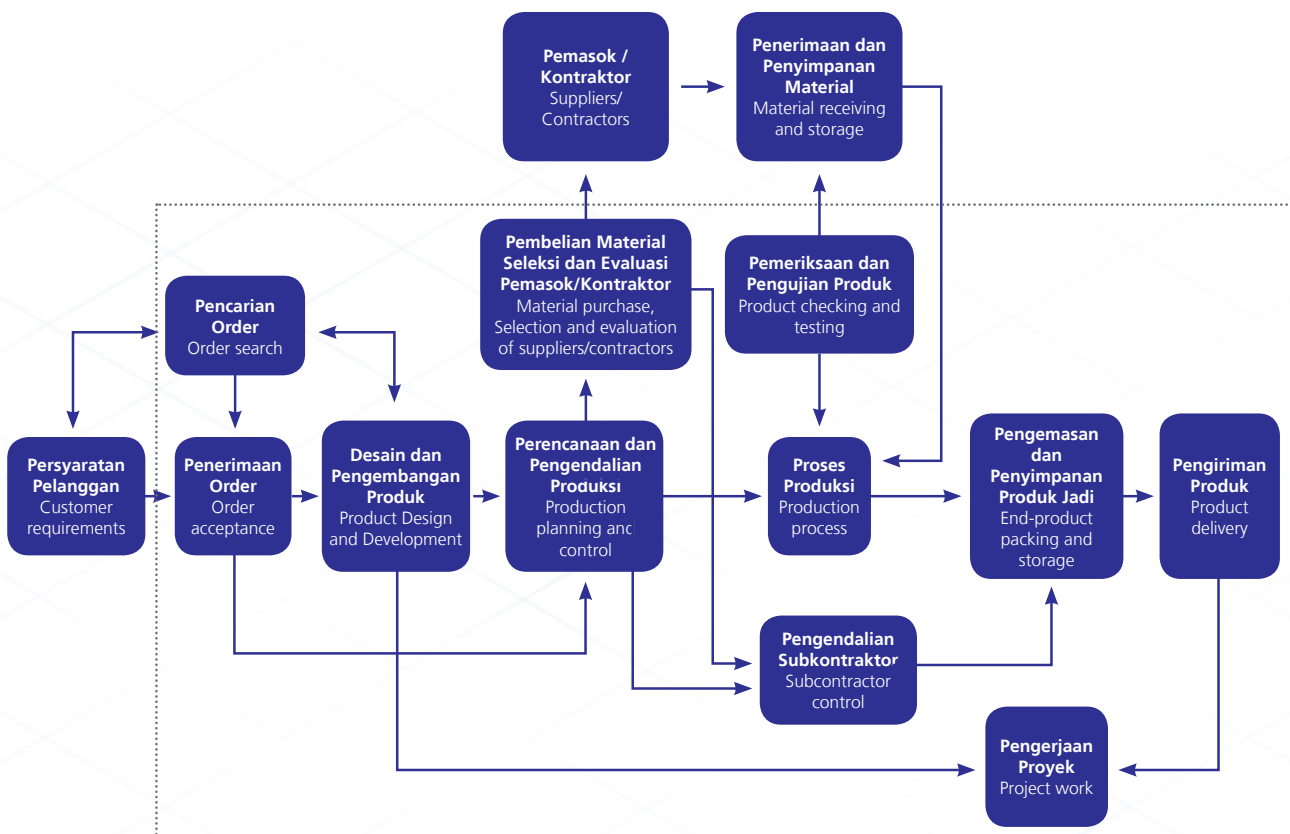 Pemasok /
Kontraktor
Suppliers/
Contractors
Penerimaan dan
Penyimpanan
Material
Material receiving
and storage
Pembelian Material
Seleksi dan Evaluasi
Pemasok/Kontraktor
Material purchase,
Selection and evaluation
of suppliers/contractors
Pemeriksaan dan
Pengujian Produk
Product checking and
testing
Pencarian
Order
Order search
Persyaratan
Pelanggan
Customer
requirements
Penerimaan
Order
Order
acceptance
Desain dan
Pengembangan
Produk
Product Design
and Development
Perencanaan dan
Pengendalian
Produksi
Production
planning and
control
Proses
Produksi
Production
process
Pengemasan
dan
Penyimpanan
Produk Jadi
End-product
packing and
storage
Pengiriman
Produk
Product
delivery
Pengendalian
Subkontraktor
Subcontractor
control
Pengerjaan
Proyek
Project work